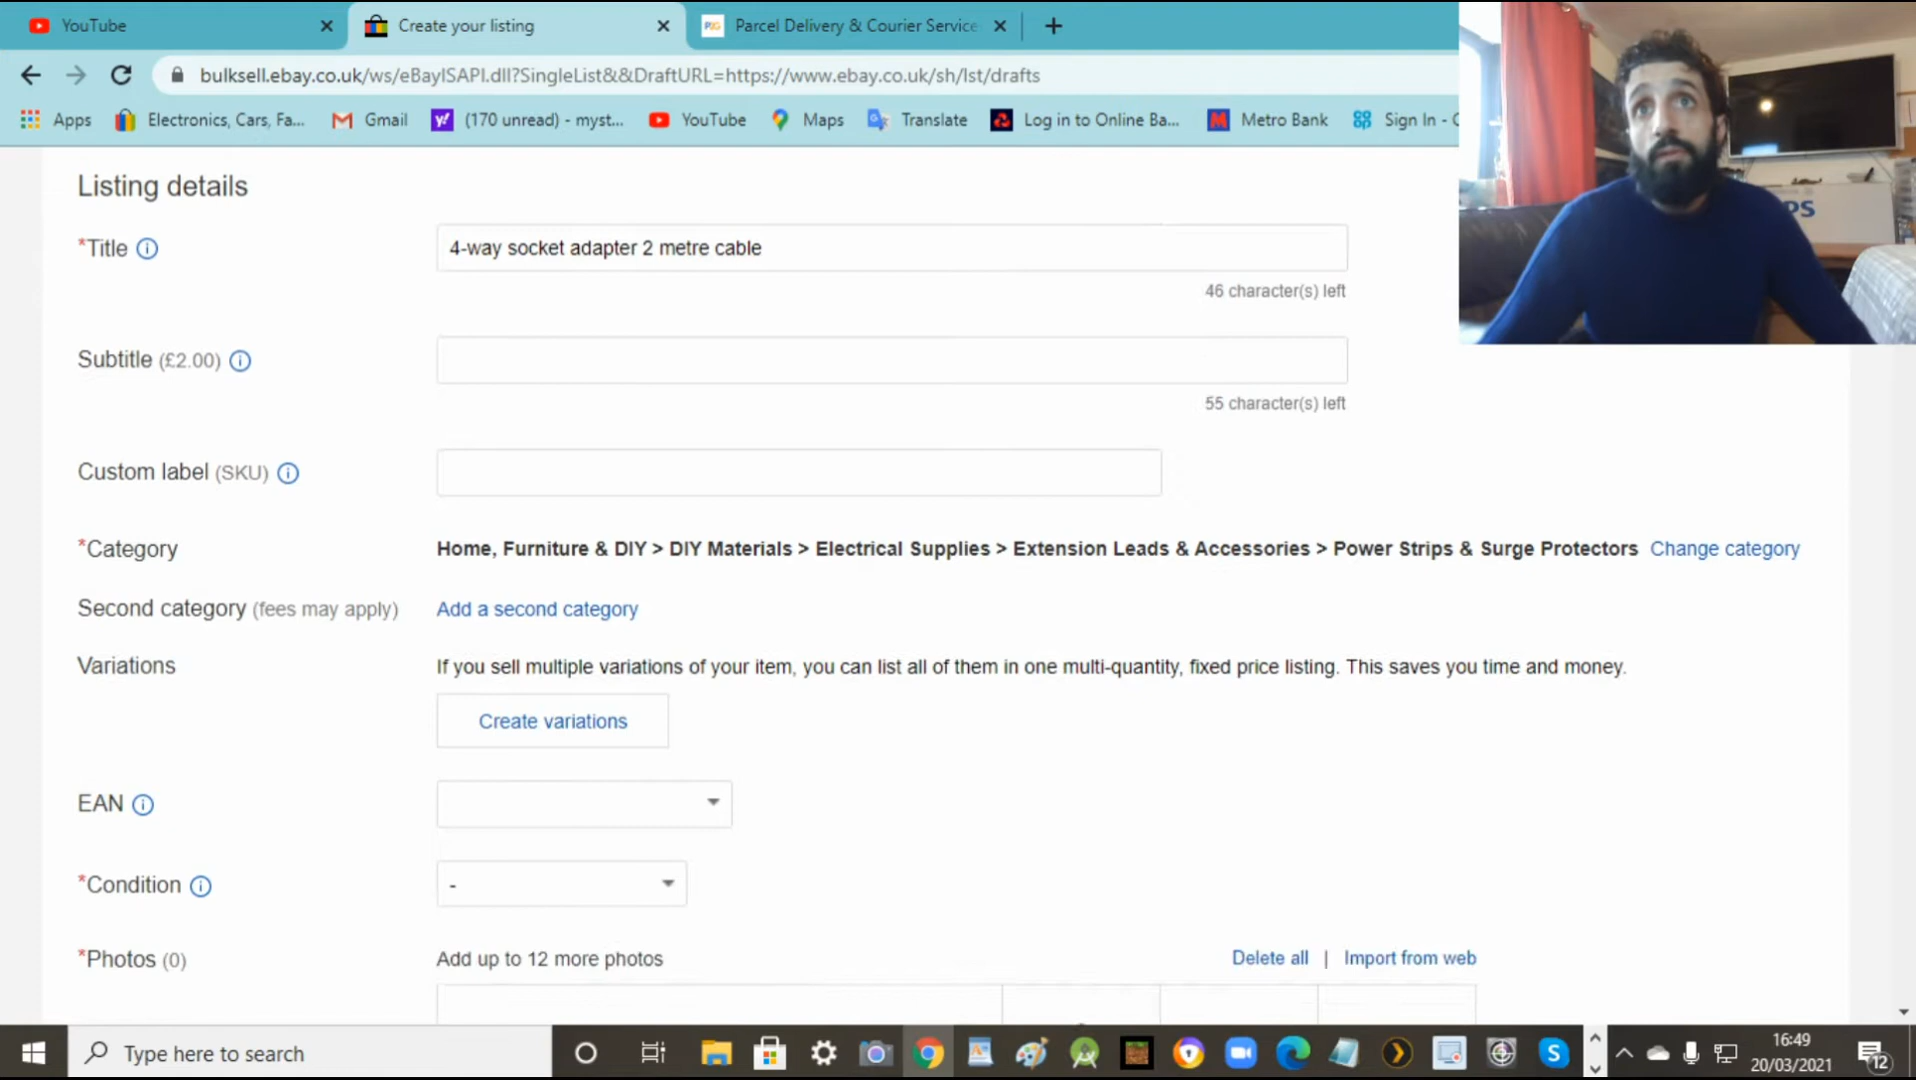 YouTube
Create your listing
Parcel Delivery & Courier Service
bulksell.ebay.co.uk/ws/eBayISAPI.dll?SingleList&&DraftURL=https://www.ebay.co.uk/sh/lst/drafts
Apps
Electronics, Cars, Fa...
Gmail
(170 unread) - myst...
YouTube
Maps
Translate
Log in to Online Ba...
Metro Bank
Sign In -
Listing details
*Title
4-way socket adapter 2 metre cable
46 character(s) left
Subtitle (£2.00)
55 character(s) left
Custom label (SKU)
*Category
Home, Furniture & DIY > DIY Materials > Electrical Supplies > Extension Leads & Accessories > Power Strips & Surge Protectors Change category
Second category (fees may apply)
Add a second category
Variations
If you sell multiple variations of your item, you can list all of them in one multi-quantity, fixed price listing. This saves you time and money.
Create variations
EAN
*Condition
-
*Photos (0)
Add up to 12 more photos
Delete all | Import from web
Type here to search
16:49
20/03/2021
12